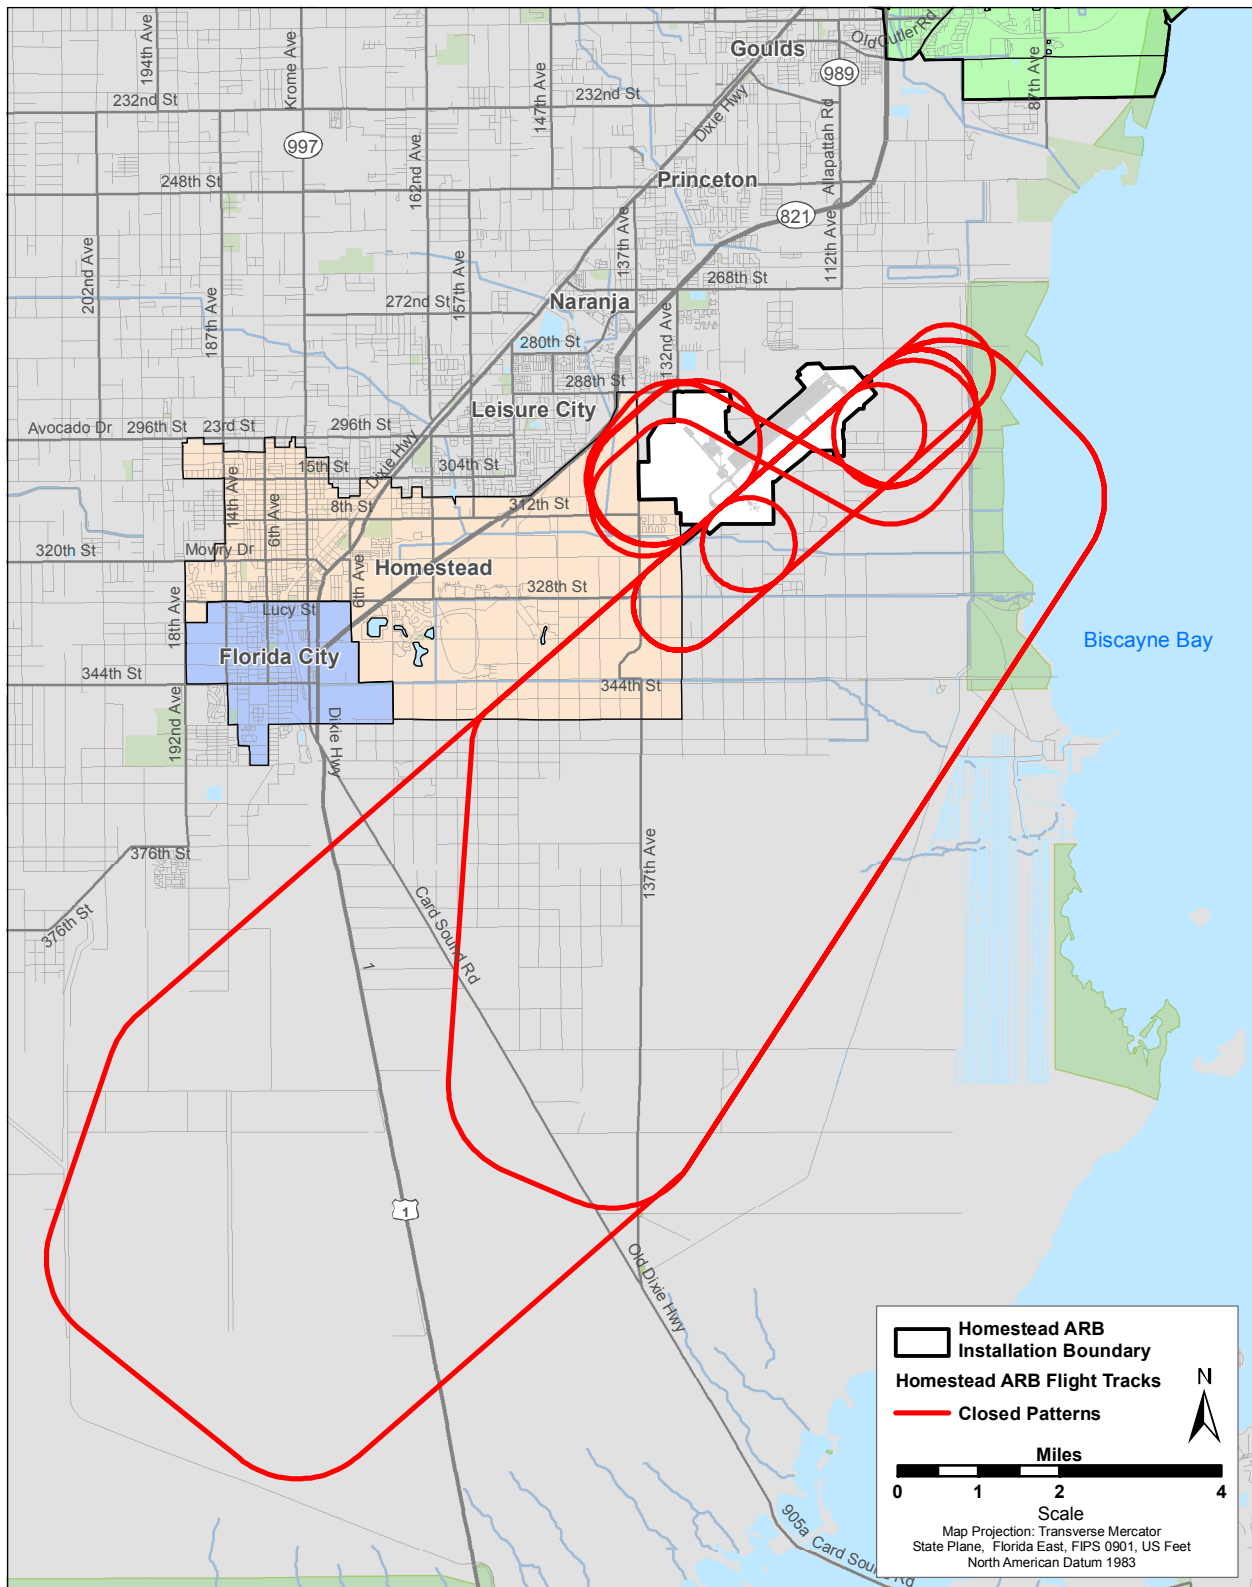 Old Cutler Rd
Goulds
194th Ave
Krome Ave
989
147th Ave
87th Ave
232nd St
232nd St
Dixie Hwy
Allapattah Rd
997
162nd Ave
248th St
Princeton
821
202nd Ave
137th Ave
112th Ave
268th St
187th Ave
272nd St
157th Ave
Naranja
132nd Ave
280th St
288th St
Leisure City
Avocado Dr
296th St
23rd St
296th St
15th St
Dixie Hwy
304th St
14th Ave
6th Ave
8th St
312th St
320th St
Mowry Dr
6th Ave
Homestead
328th St
Lucy St
18th Ave
Biscayne Bay
Florida City
344th St
344th St
192nd Ave
Dixie Hwy
376th St
137th Ave
376th St
Card Sound Rd
1
1
Old Dixie Hwy
905a
Card Sound Rd
Homestead ARB
Installation Boundary
Homestead ARB Flight Tracks
Closed Patterns
N
Miles
0 1 2 4
Scale
Map Projection: Transverse Mercator
State Plane, Florida East, FIPS 0901, US Feet
North American Datum 1983